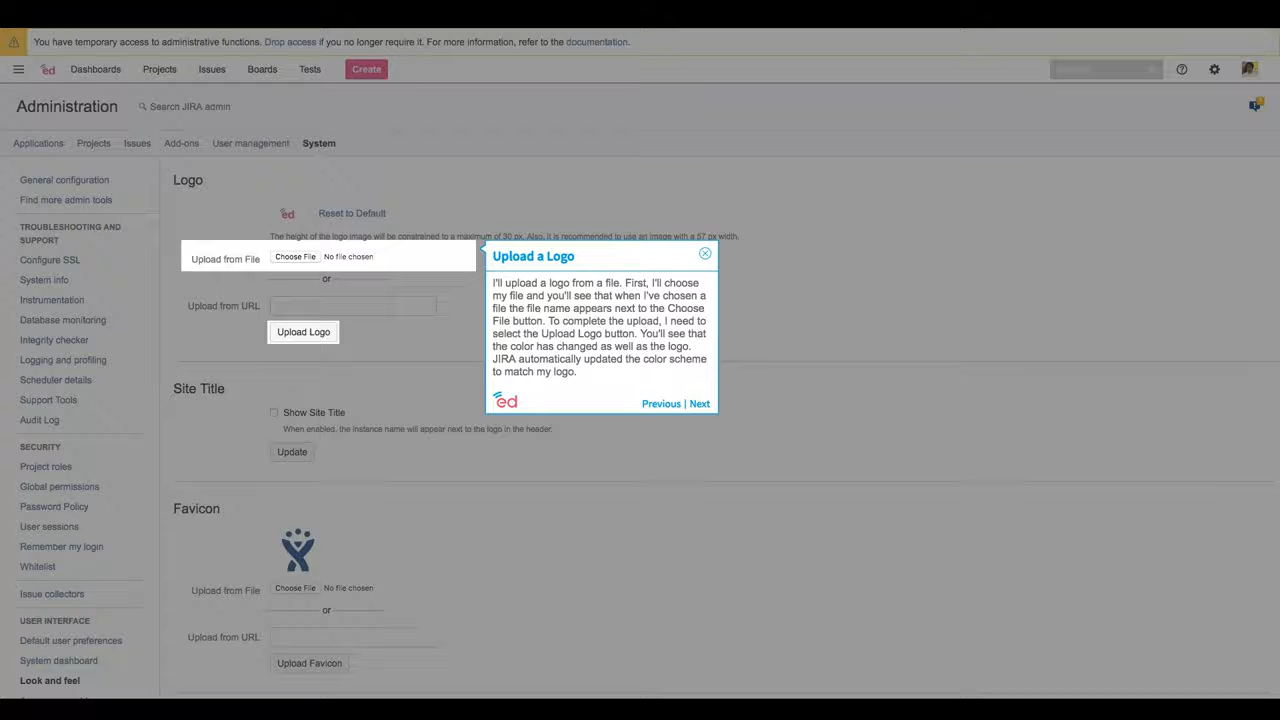 You have temporary access to administrative functions. Drop access if you no longer require it. For more information, refer to the documentation.
ed Dashboards Projects Issues Boards Tests Create
Administration Search JIRA admin
Applications Projects Issues Add-ons User management System
General configuration
Find more admin tools
TROUBLESHOOTING AND
SUPPORT
Configure SSL
System info
Instrumentation
Database monitoring
Integrity checker
Logging and profiling
Scheduler details
Support Tools
Audit Log
SECURITY
Project roles
Global permissions
Password Policy
User sessions
Remember my login
Whitelist
Issue collectors
USER INTERFACE
Default user preferences
System dashboard
Look and feel
Logo
ed Reset to Default
The height of the logo image will be constrained to a maximum of 30 px. Also, it is recommended to use an image with a 57 px width.
Upload from File Choose File No file chosen
or
Upload from URL
Upload Logo
Upload a Logo
I'll upload a logo from a file. First, I'll choose
my file and you'll see that when I've chosen a
file the file name appears next to the Choose
File button. To complete the upload, I need to
select the Upload Logo button. You'll see that
the color has changed as well as the logo.
JIRA automatically updated the color scheme
to match my logo.
ed Previous | Next
Site Title
Show Site Title
When enabled, the instance name will appear next to the logo in the header.
Update
Favicon
Upload from File Choose File No file chosen
or
Upload from URL
Upload Favicon